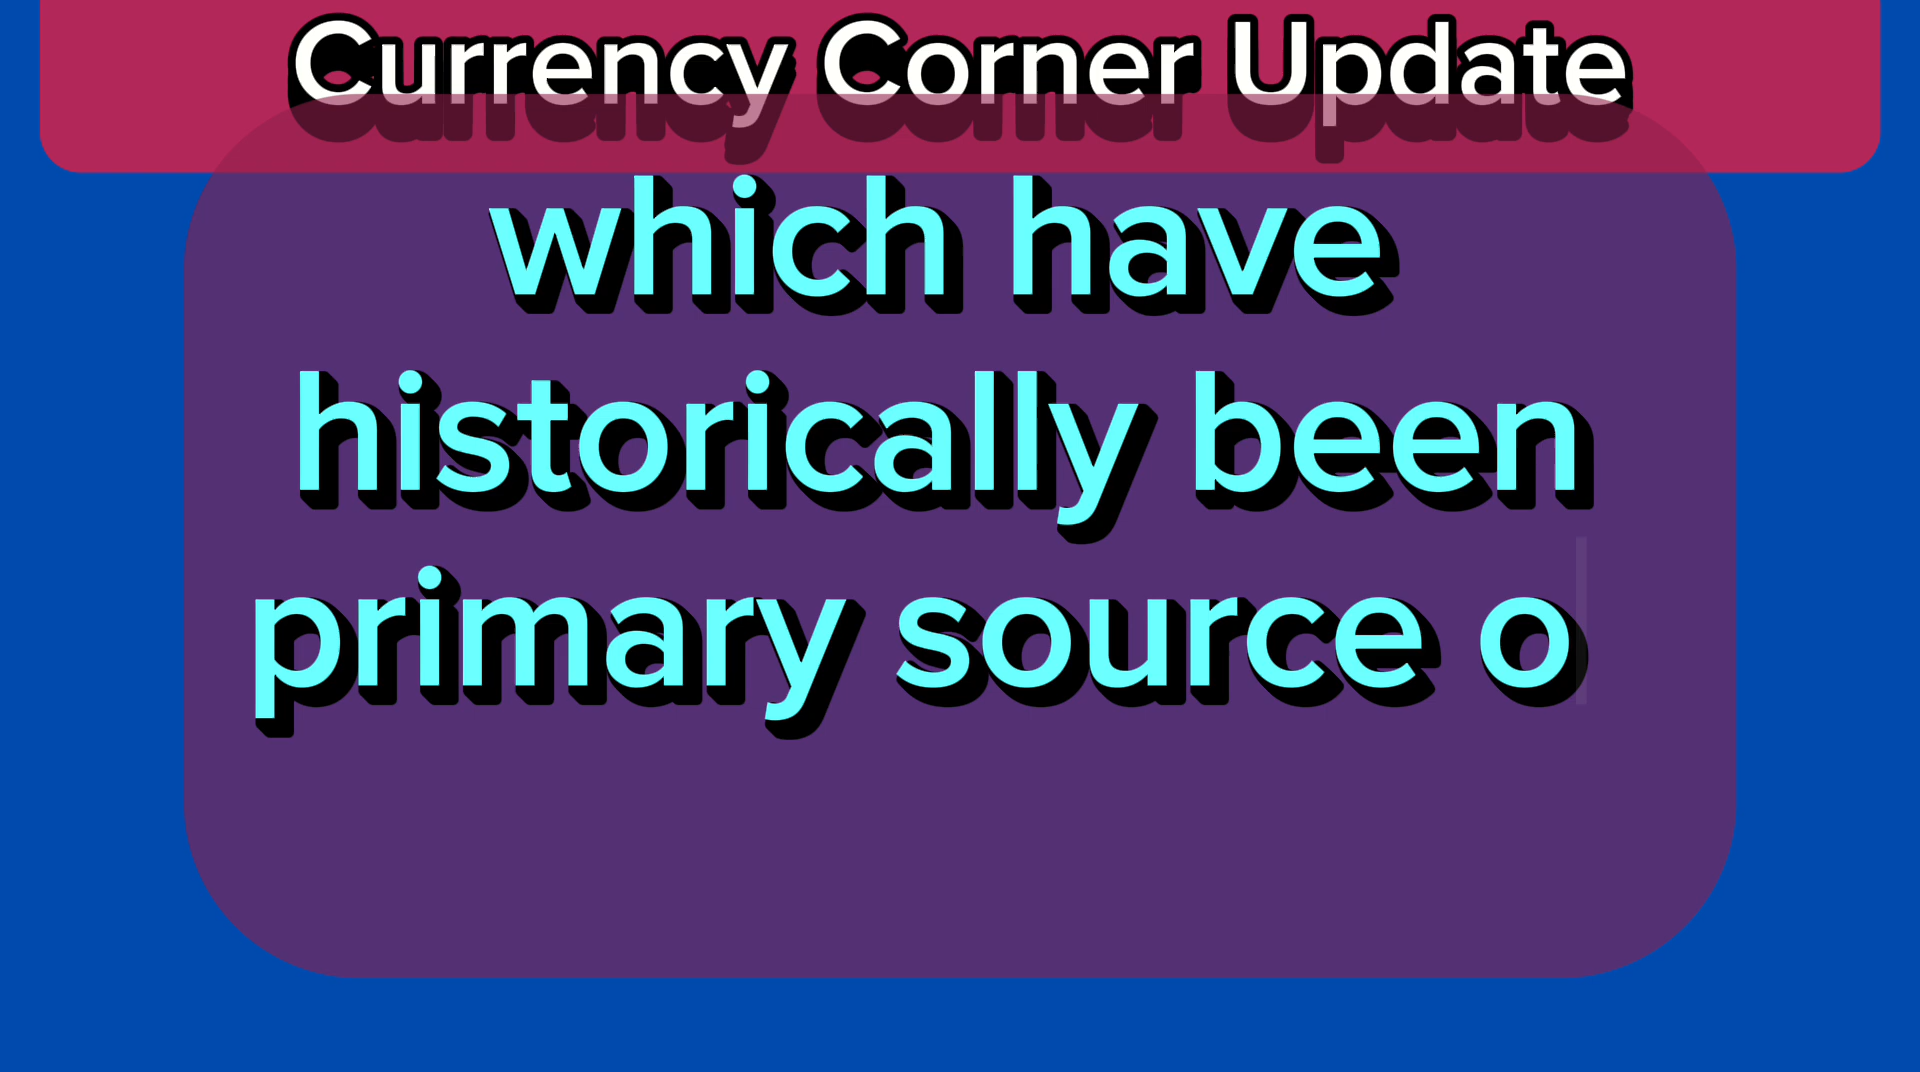 Currency Corner Update
which have
historically been
primary source o